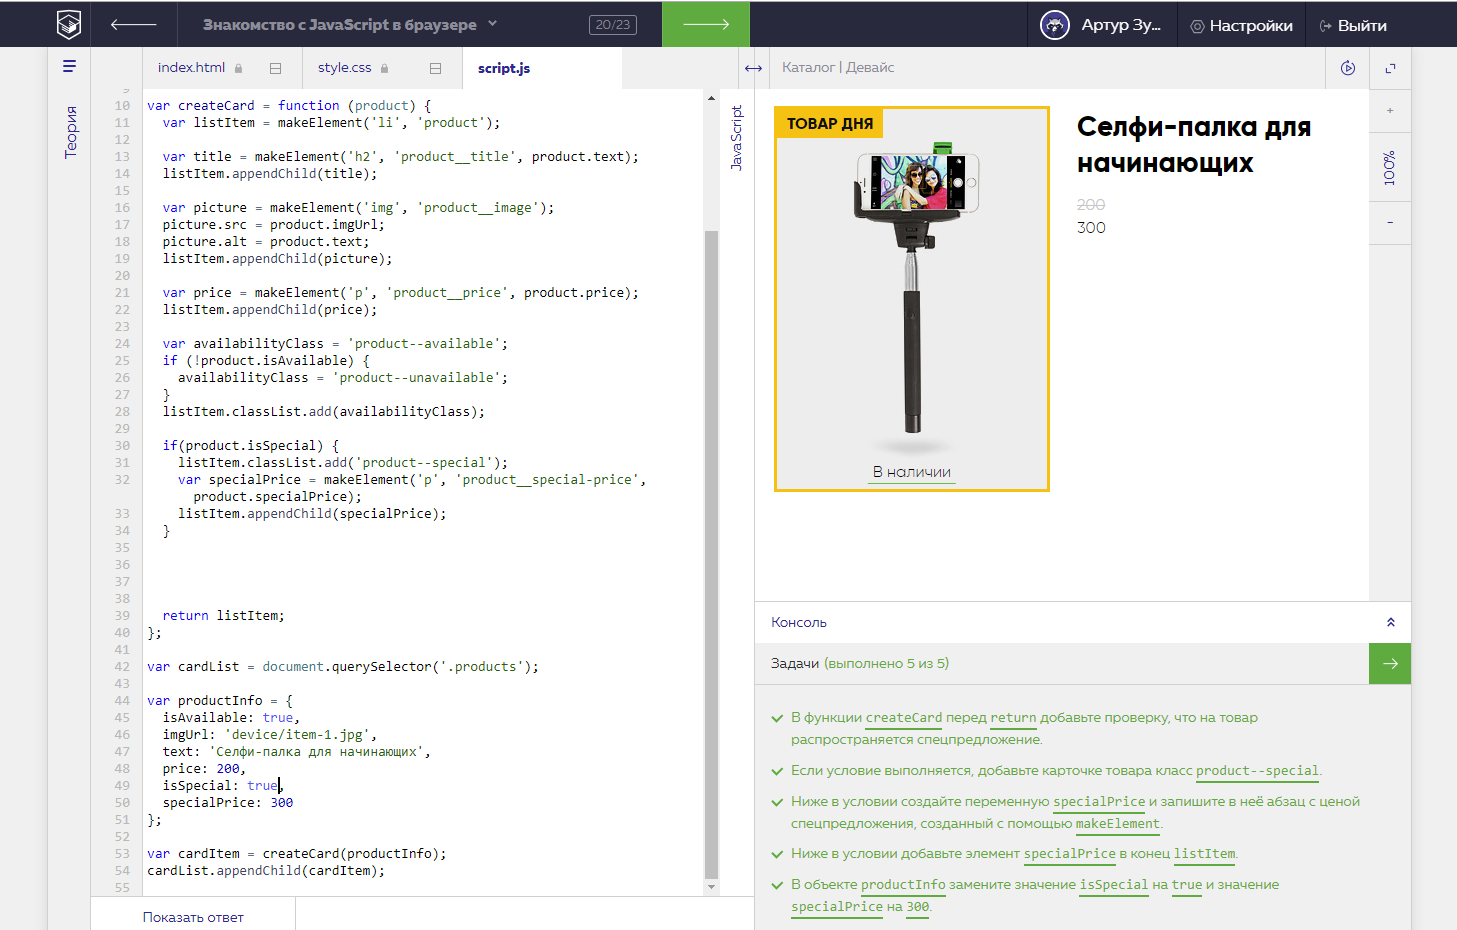 Знакомство с JavaScript в браузере
20/23
Артур Зу...
Настройки
Выйти
Теория
index.html
style.css
script.js
10 var createCard = function (product) {
11 var listItem = makeElement('li', 'product');
12
13 var title = makeElement('h2', 'product__title', product.text);
14 listItem.appendChild(title);
15
16 var picture = makeElement('img', 'product__image');
17 picture.src = product.imgUrl;
18 picture.alt = product.text;
19 listItem.appendChild(picture);
20
21 var price = makeElement('p', 'product__price', product.price);
22 listItem.appendChild(price);
23
24 var availabilityClass = 'product--available';
25 if (!product.isAvailable) {
26 availabilityClass = 'product--unavailable';
27 }
28 listItem.classList.add(availabilityClass);
29
30 if(product.isSpecial) {
31 listItem.classList.add('product--special');
32 var specialPrice = makeElement('p', 'product__special-price',
product.specialPrice);
33 listItem.appendChild(specialPrice);
34 }
35
36
37
38
39 return listItem;
40 };
41
42 var cardList = document.querySelector('.products');
43
44 var productInfo = {
45 isAvailable: true,
46 imgUrl: 'device/item-1.jpg',
47 text: 'Селфи-палка для начинающих',
48 price: 200,
49 isSpecial: true,
50 specialPrice: 300
51 };
52
53 var cardItem = createCard(productInfo);
54 cardList.appendChild(cardItem);
55
Показать ответ
JavaScript
Каталог | Девайс
+
100%
-
ТОВАР ДНЯ
В наличии
Селфи-палка для
начинающих
200
300
Консоль
Задачи (выполнено 5 из 5)
В функции createCard перед return добавьте проверку, что на товар
распространяется спецпредложение.
Если условие выполняется, добавьте карточке товара класс product--special.
Ниже в условии создайте переменную specialPrice и запишите в неё абзац с ценой
спецпредложения, созданный с помощью makeElement.
Ниже в условии добавьте элемент specialPrice в конец listItem.
В объекте productInfo замените значение isSpecial на true и значение
specialPrice на 300.